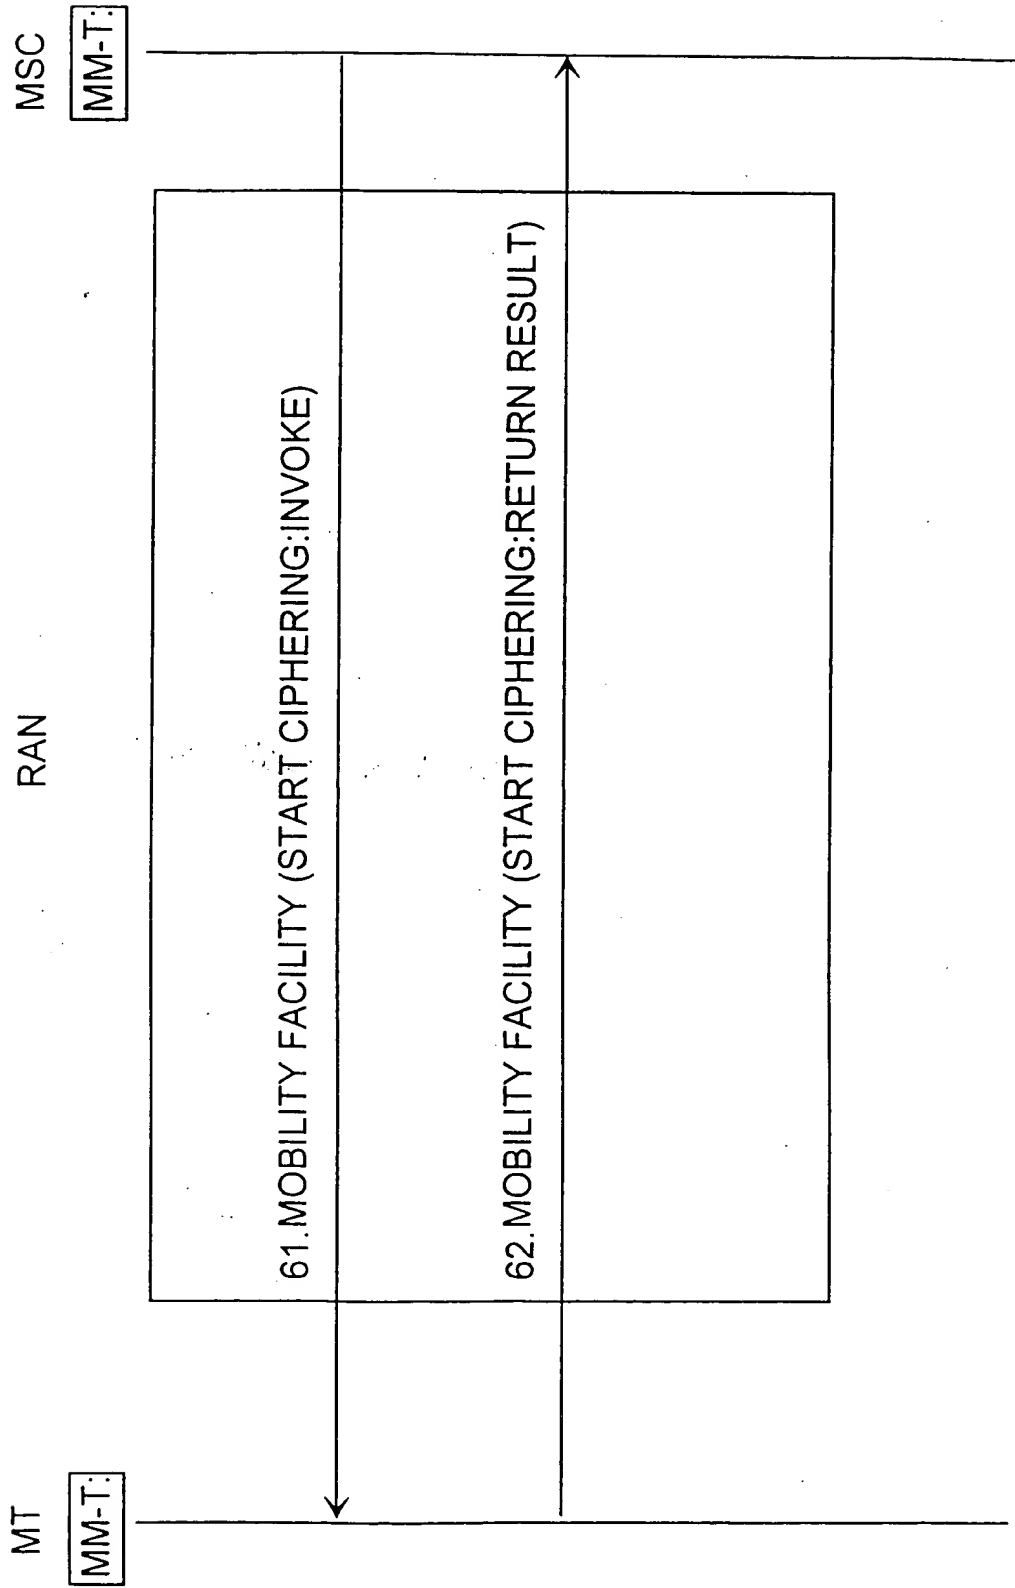 MT
RAN
MSC
MM-T:
MM-T:
61.MOBILITY FACILITY (START CIPHERING:INVOKE)
62.MOBILITY FACILITY (START CIPHERING:RETURN RESULT)